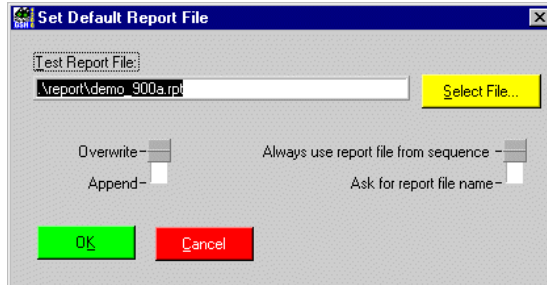 GSM Set Default Report File
Test Report File:
.\report\demo_900a.rpt
Select File...
Overwrite
Always use report file from sequence
Append
Ask for report file name
OK
Cancel